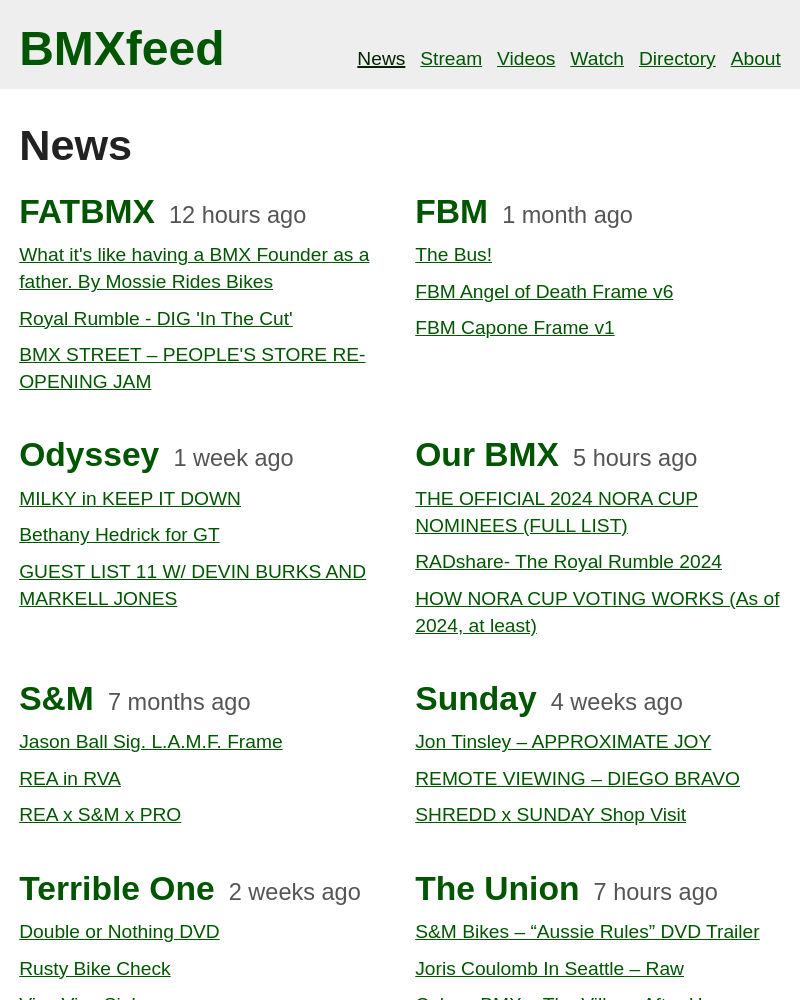 BMXfeed
News Stream Videos Watch Directory About
News
FATBMX 12 hours ago
What it's like having a BMX Founder as a
father. By Mossie Rides Bikes
Royal Rumble - DIG 'In The Cut'
BMX STREET – PEOPLE'S STORE RE-
OPENING JAM
FBM 1 month ago
The Bus!
FBM Angel of Death Frame v6
FBM Capone Frame v1
Odyssey 1 week ago
MILKY in KEEP IT DOWN
Bethany Hedrick for GT
GUEST LIST 11 W/ DEVIN BURKS AND
MARKELL JONES
Our BMX 5 hours ago
THE OFFICIAL 2024 NORA CUP
NOMINEES (FULL LIST)
RADshare- The Royal Rumble 2024
HOW NORA CUP VOTING WORKS (As of
2024, at least)
S&M 7 months ago
Jason Ball Sig. L.A.M.F. Frame
REA in RVA
REA x S&M x PRO
Sunday 4 weeks ago
Jon Tinsley – APPROXIMATE JOY
REMOTE VIEWING – DIEGO BRAVO
SHREDD x SUNDAY Shop Visit
Terrible One 2 weeks ago
Double or Nothing DVD
Rusty Bike Check
The Union 7 hours ago
S&M Bikes – “Aussie Rules” DVD Trailer
Joris Coulomb In Seattle – Raw